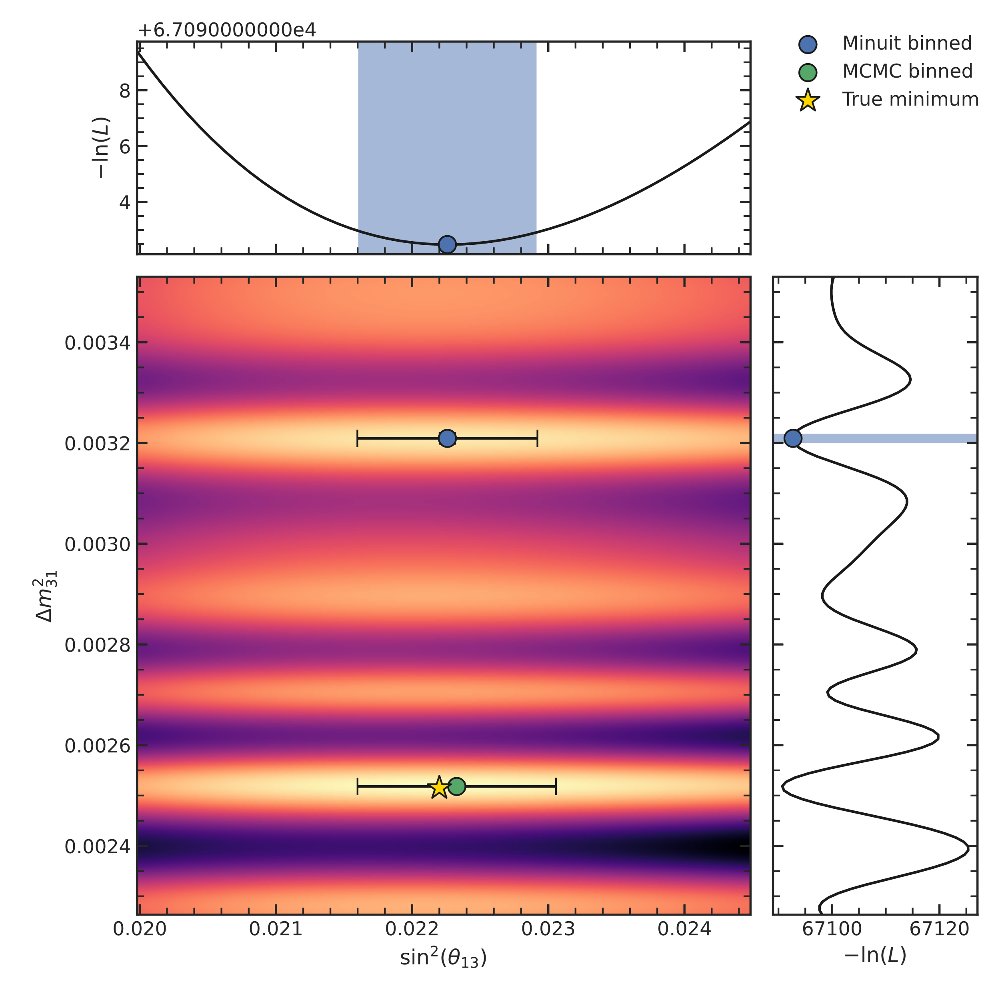 +6.7090000000e4
Minuit binned
MCMC binned
True minimum
8
6
4
−ln(L)
0.0034
0.0032
0.0030
0.0028
0.0026
0.0024
Δm²₃₁
0.020 0.021 0.022 0.023 0.024
sin²(θ₁₃)
67100 67120
−ln(L)